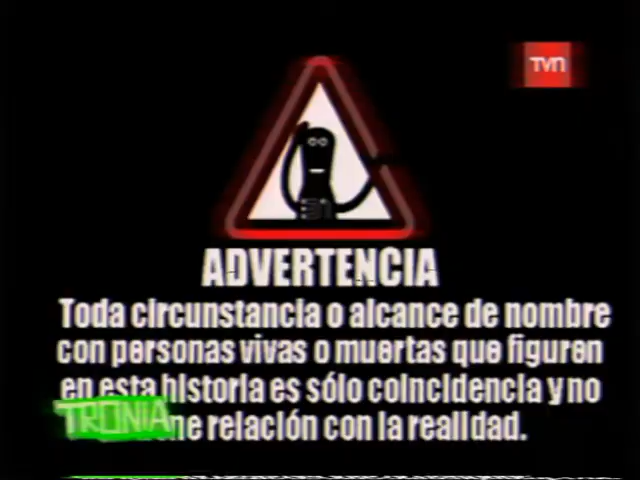 TVN
ADVERTENCIA
Toda circunstancia o alcance de nombre
con personas vivas o muertas que figuren
en esta historia es sólo coincidencia y no
TRONIA ne relación con la realidad.